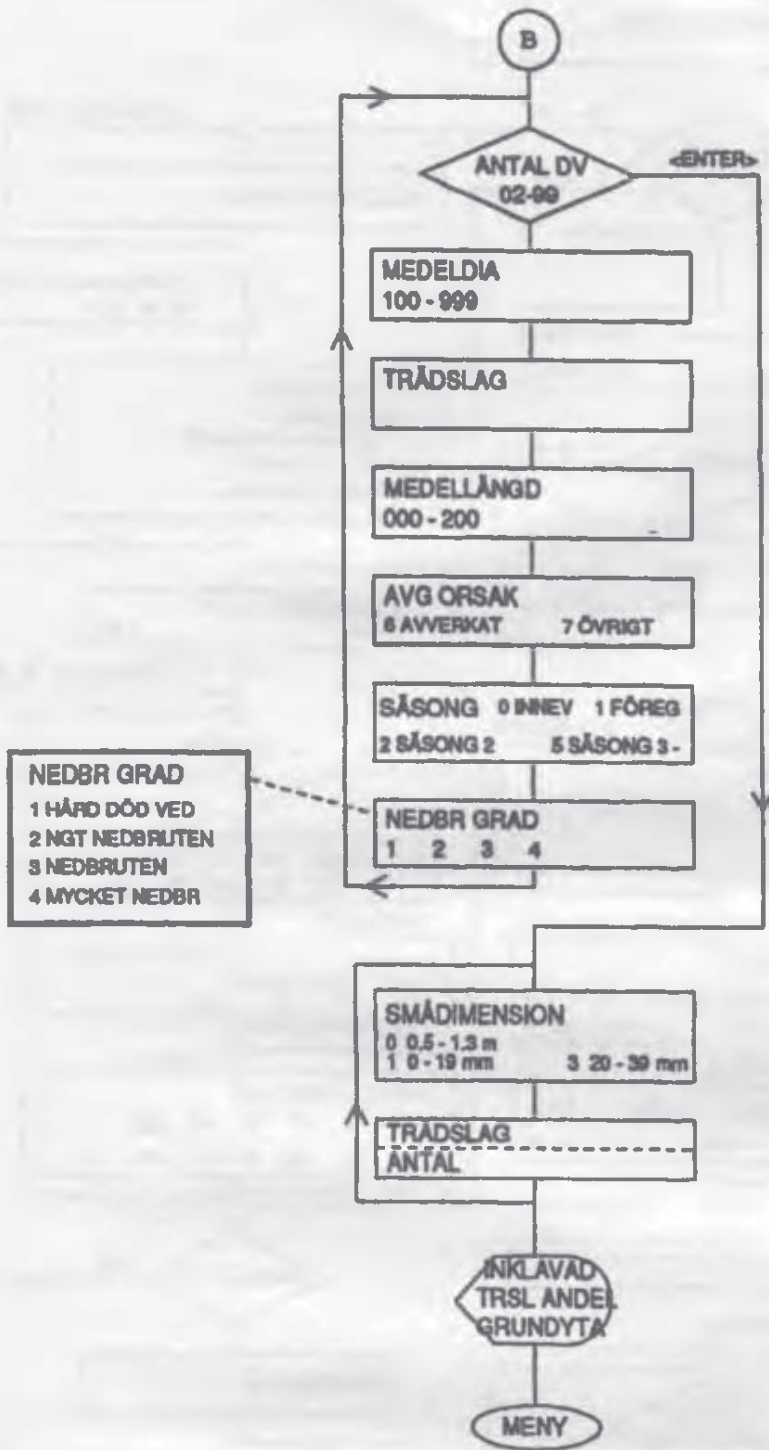 B
ANTAL DV
02-99
<ENTER>
MEDELDIA
100 - 999
TRÄDSLAG
MEDELLÄNGD
000 - 200
AVG ORSAK
6 AVVERKAT 7 ÖVRIGT
SÄSONG 0 INNEV 1 FÖREG
2 SÄSONG 2 5 SÄSONG 3 -
NEDBR GRAD
1 HÅRD DÖD VED
2 NGT NEDBRUTEN
3 NEDBRUTEN
4 MYCKET NEDBR
NEDBR GRAD
1 2 3 4
SMÅDIMENSION
0 0,5 - 1,3 m
1 0 - 19 mm 3 20 - 39 mm
TRÄDSLAG
ANTAL
INKLAVAD
TRSL ANDEL
GRUNDYTA
MENY